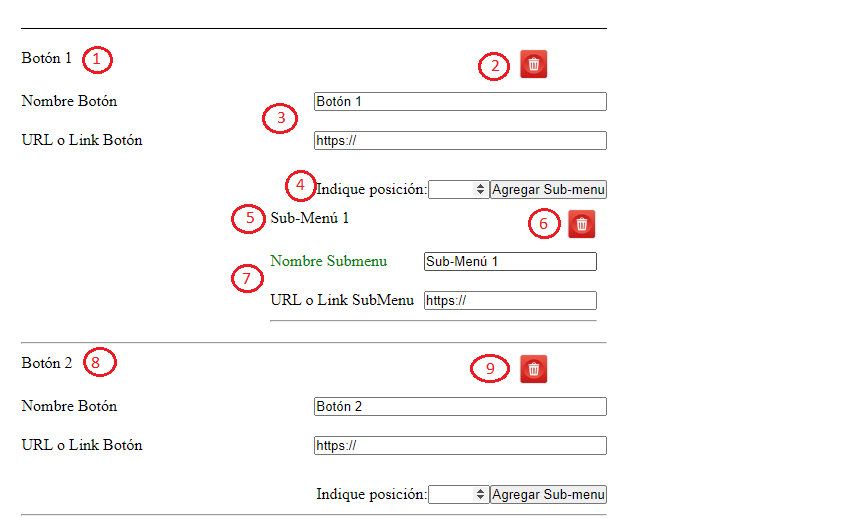 Botón 1 1 2
Nombre Botón Botón 1
3
URL o Link Botón https://
4 Indique posición: Agregar Sub-menu
5 Sub-Menú 1 6
Nombre Submenu Sub-Menú 1
7
URL o Link SubMenu https://
Botón 2 8 9
Nombre Botón Botón 2
URL o Link Botón https://
Indique posición: Agregar Sub-menu